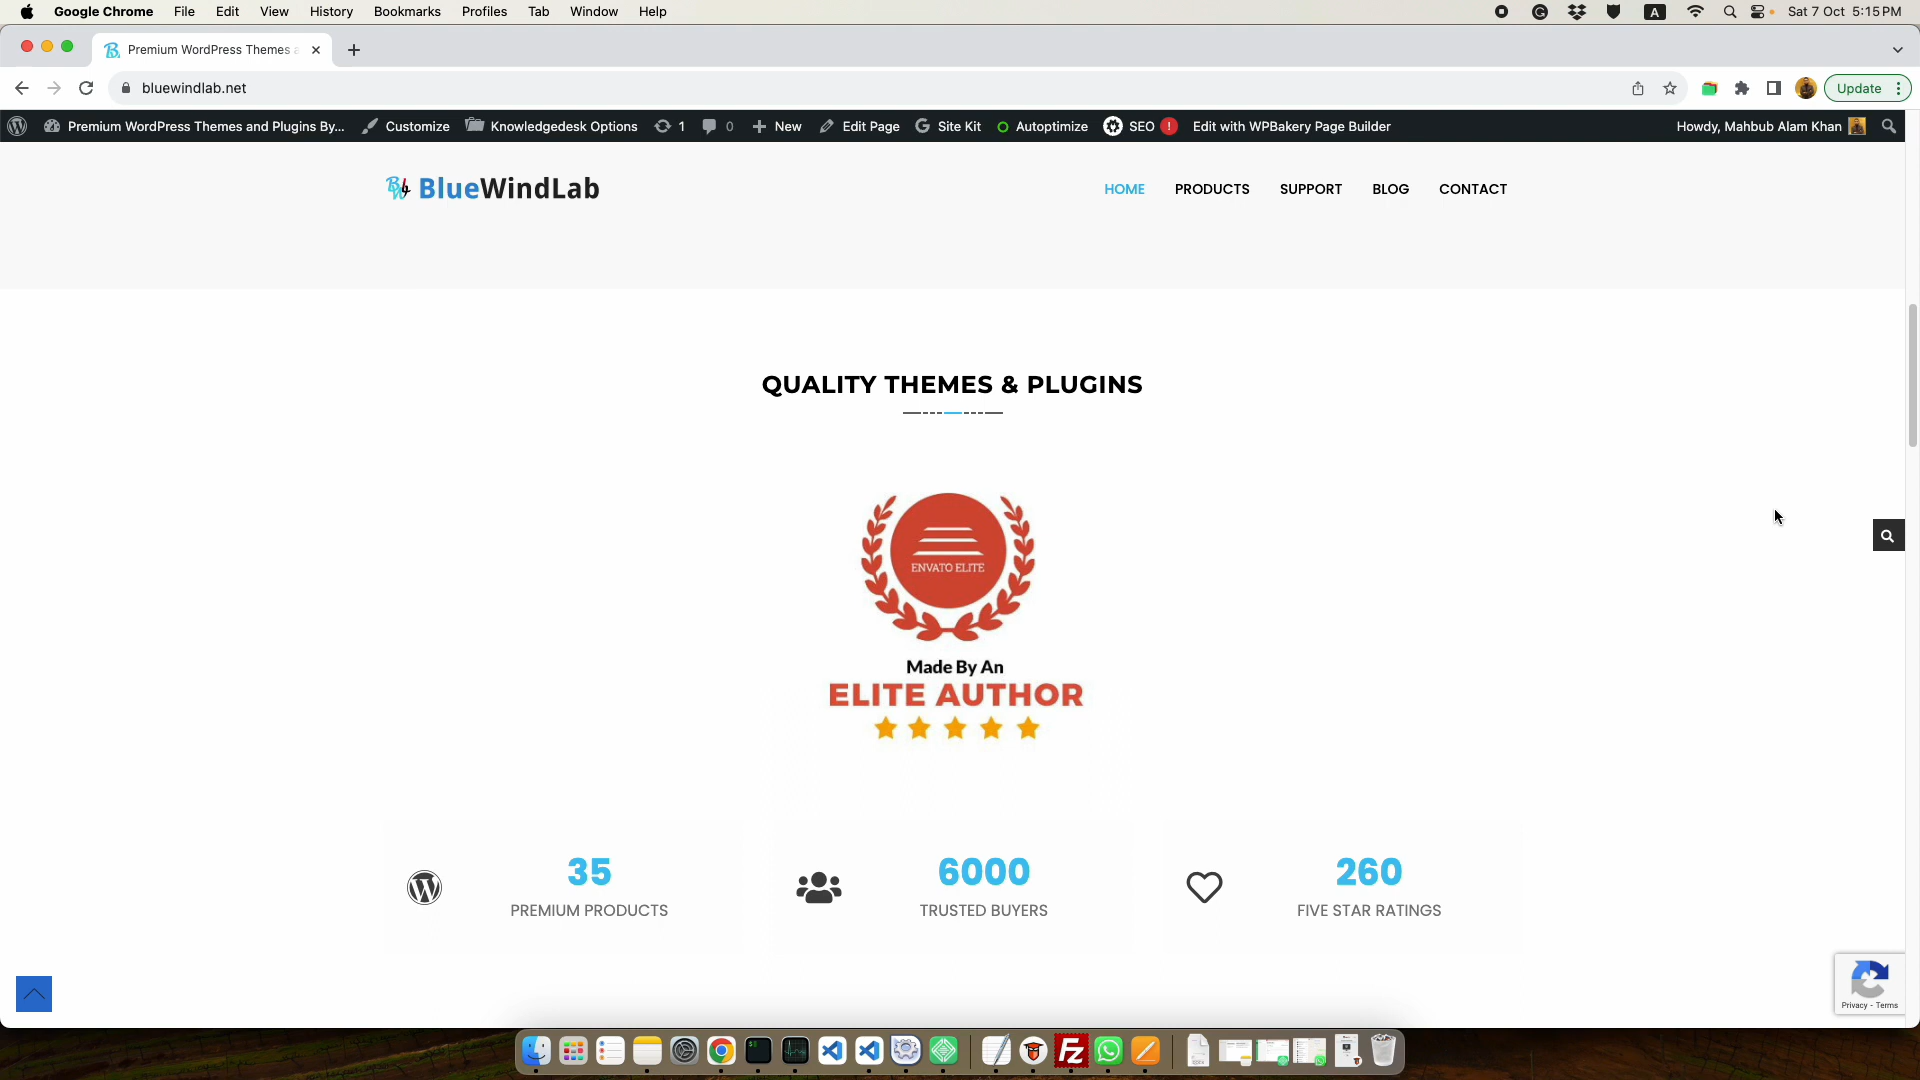 Google Chrome File Edit View History Bookmarks Profiles Tab Window Help A Sat 7 Oct 5:15 PM
Premium WordPress Themes a
bluewindlab.net Update
Premium WordPress Themes and Plugins By... Customize Knowledgedesk Options 1 0 New Edit Page Site Kit Autoptimize SEO ! Edit with WPBakery Page Builder Howdy, Mahbub Alam Khan
BlueWindLab HOME PRODUCTS SUPPORT BLOG CONTACT
QUALITY THEMES & PLUGINS
ENVATO ELITE
Made By An
ELITE AUTHOR
35 6000 260
PREMIUM PRODUCTS TRUSTED BUYERS FIVE STAR RATINGS
Privacy - Terms
Fz